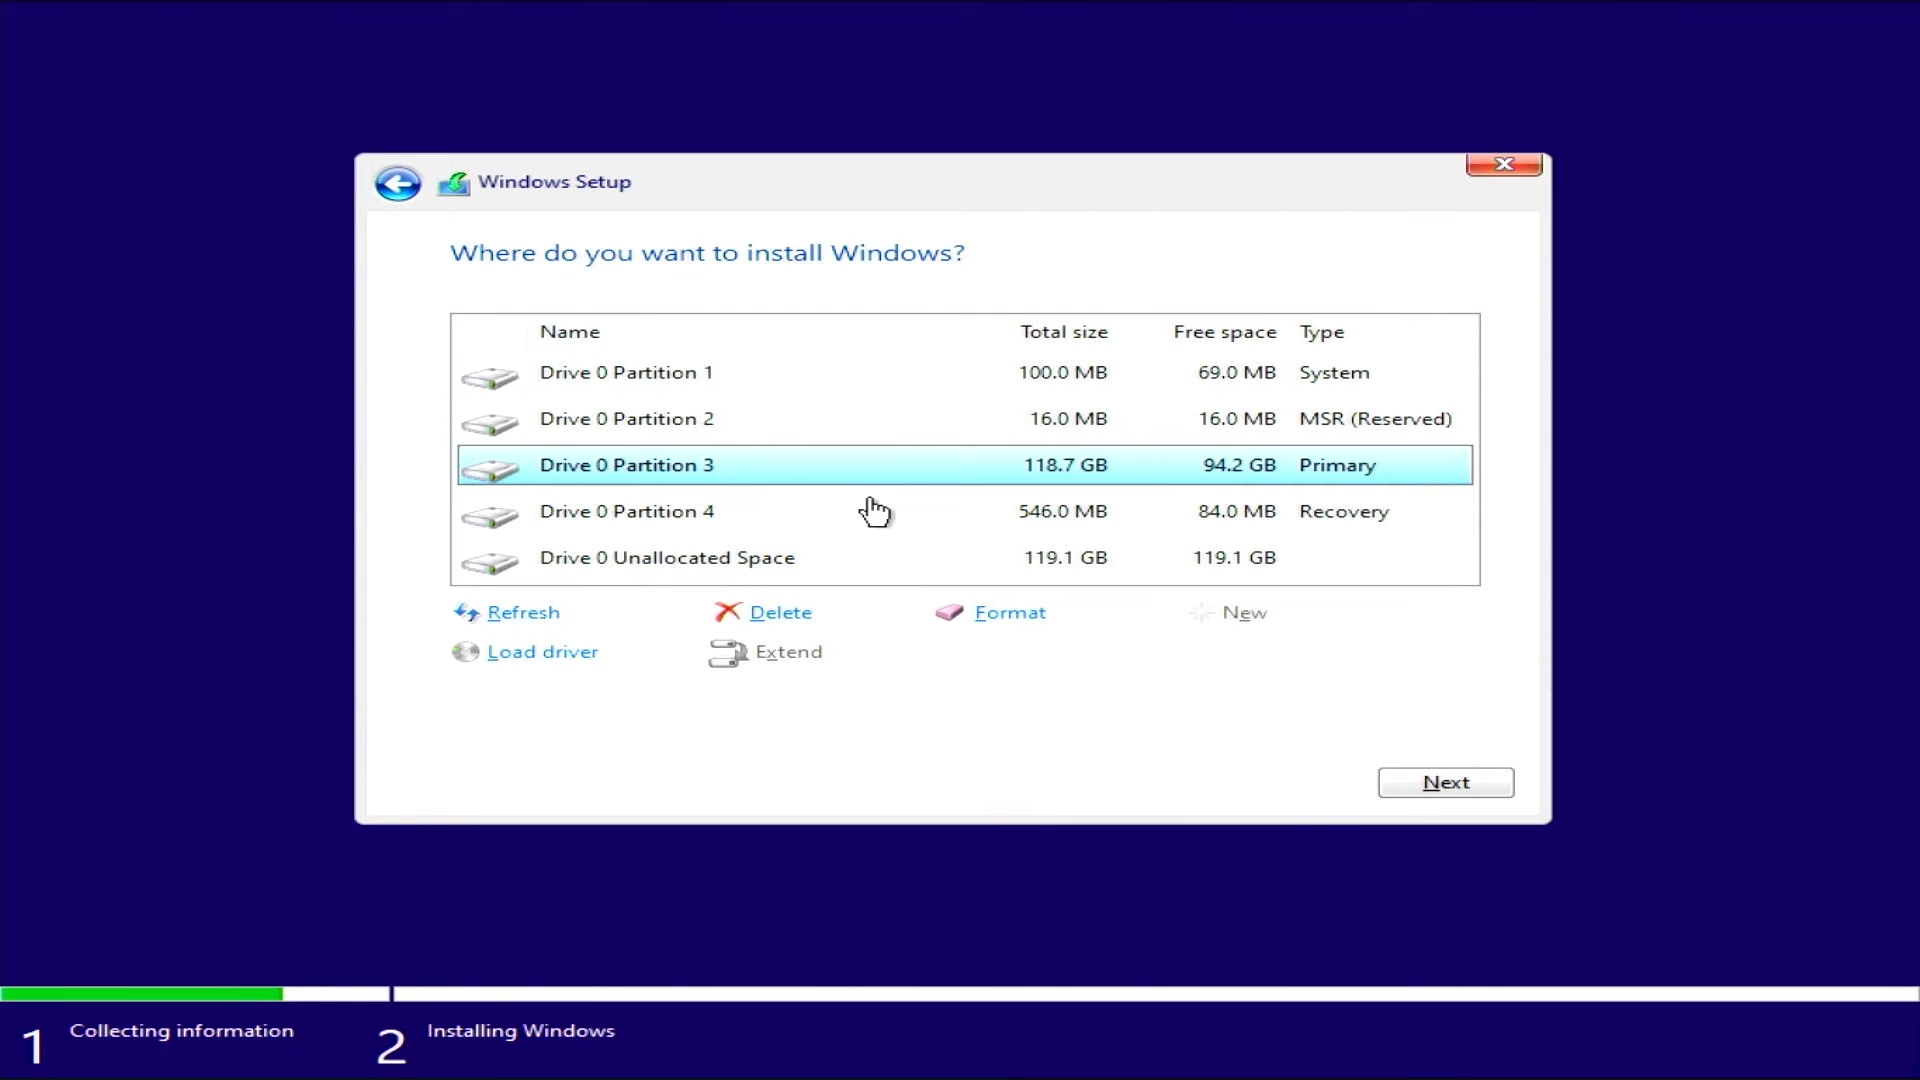 Windows Setup
Where do you want to install Windows?
Name Total size Free space Type
Drive 0 Partition 1 100.0 MB 69.0 MB System
Drive 0 Partition 2 16.0 MB 16.0 MB MSR (Reserved)
Drive 0 Partition 3 118.7 GB 94.2 GB Primary
Drive 0 Partition 4 546.0 MB 84.0 MB Recovery
Drive 0 Unallocated Space 119.1 GB 119.1 GB
Refresh Delete Format New
Load driver Extend
Next
1 Collecting information 2 Installing Windows